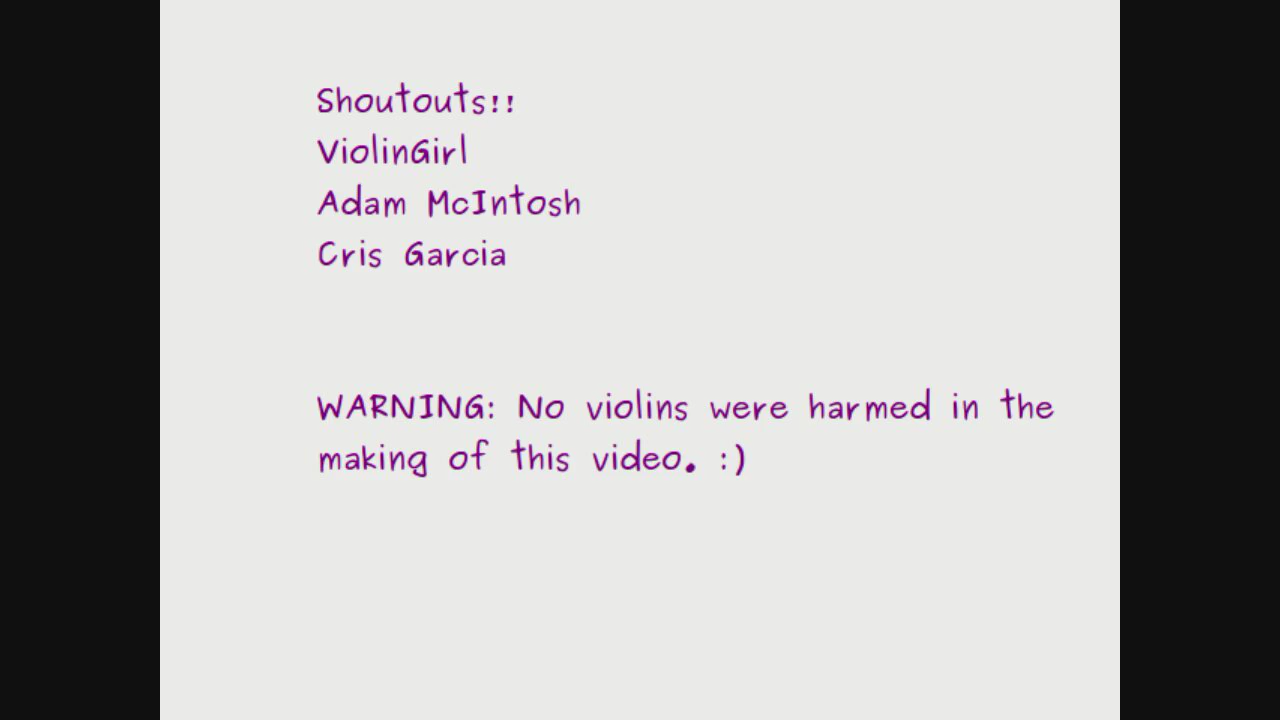 Shoutouts!!
ViolinGirl
Adam McIntosh
Cris Garcia
WARNING: No violins were harmed in the
making of this video. :)